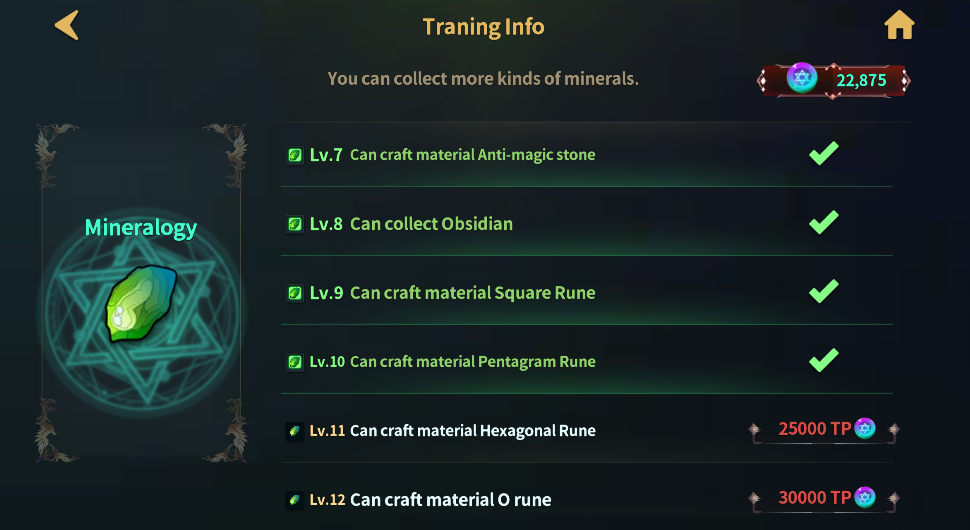 Traning Info
You can collect more kinds of minerals.
22,875
Mineralogy
Lv.7 Can craft material Anti-magic stone
Lv.8 Can collect Obsidian
Lv.9 Can craft material Square Rune
Lv.10 Can craft material Pentagram Rune
Lv.11 Can craft material Hexagonal Rune 25000 TP
Lv.12 Can craft material O rune 30000 TP